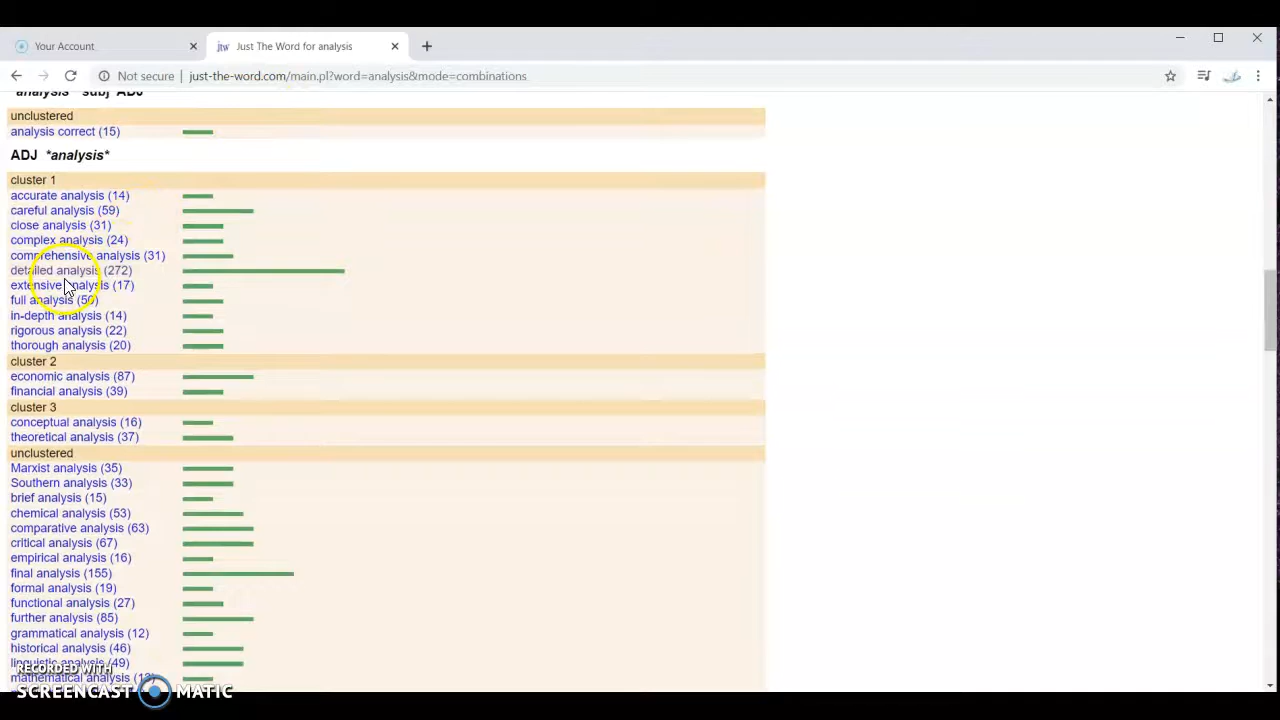 Your Account
jtw Just The Word for analysis
Not secure just-the-word.com/main.pl?word=analysis&mode=combinations
*analysis* subj ADJ
unclustered
analysis correct (15)
ADJ *analysis*
cluster 1
accurate analysis (14)
careful analysis (59)
close analysis (31)
complex analysis (24)
comprehensive analysis (31)
detailed analysis (272)
extensive analysis (17)
full analysis (50)
in-depth analysis (14)
rigorous analysis (22)
thorough analysis (20)
cluster 2
economic analysis (87)
financial analysis (39)
cluster 3
conceptual analysis (16)
theoretical analysis (37)
unclustered
Marxist analysis (35)
Southern analysis (33)
brief analysis (15)
chemical analysis (53)
comparative analysis (63)
critical analysis (67)
empirical analysis (16)
final analysis (155)
formal analysis (19)
functional analysis (27)
further analysis (85)
grammatical analysis (12)
historical analysis (46)
linguistic analysis (49)
mathematical analysis
RECORDED WITH
SCREENCAST MATIC